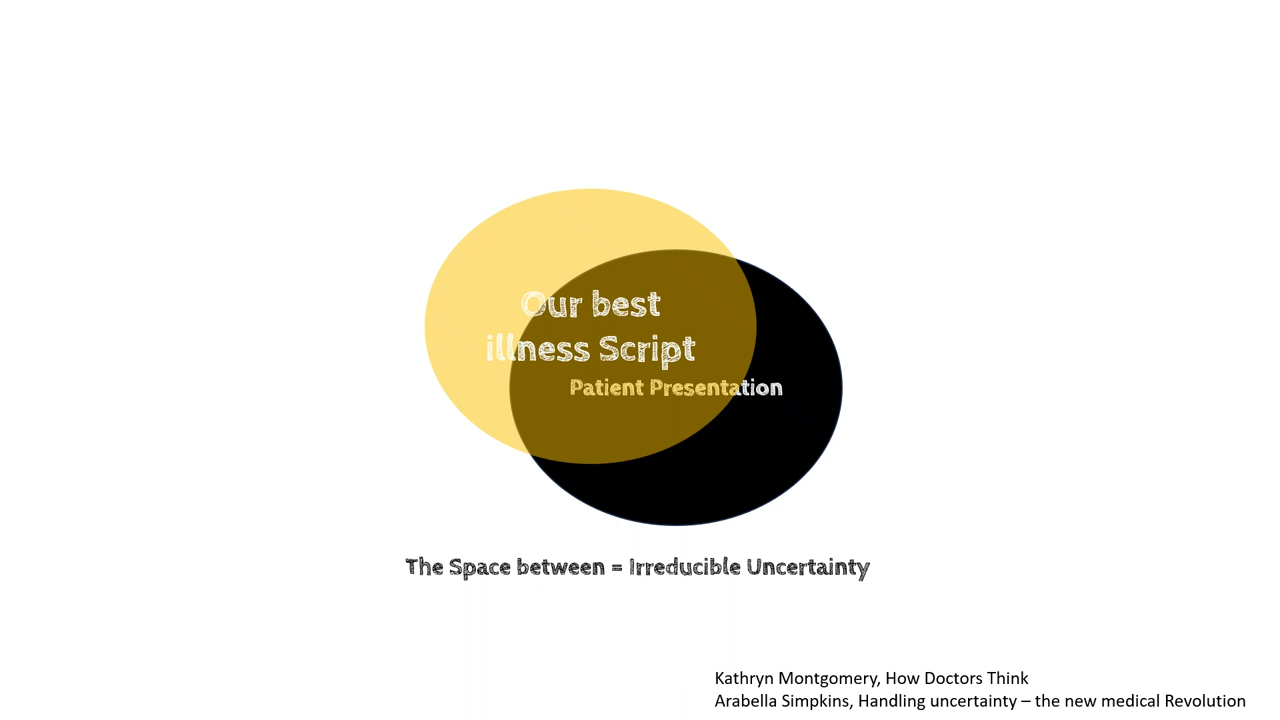 Our best
illness Script
Patient Presentation
The Space between = Irreducible Uncertainty
Kathryn Montgomery, How Doctors Think
Arabella Simpkins, Handling uncertainty – the new medical Revolution